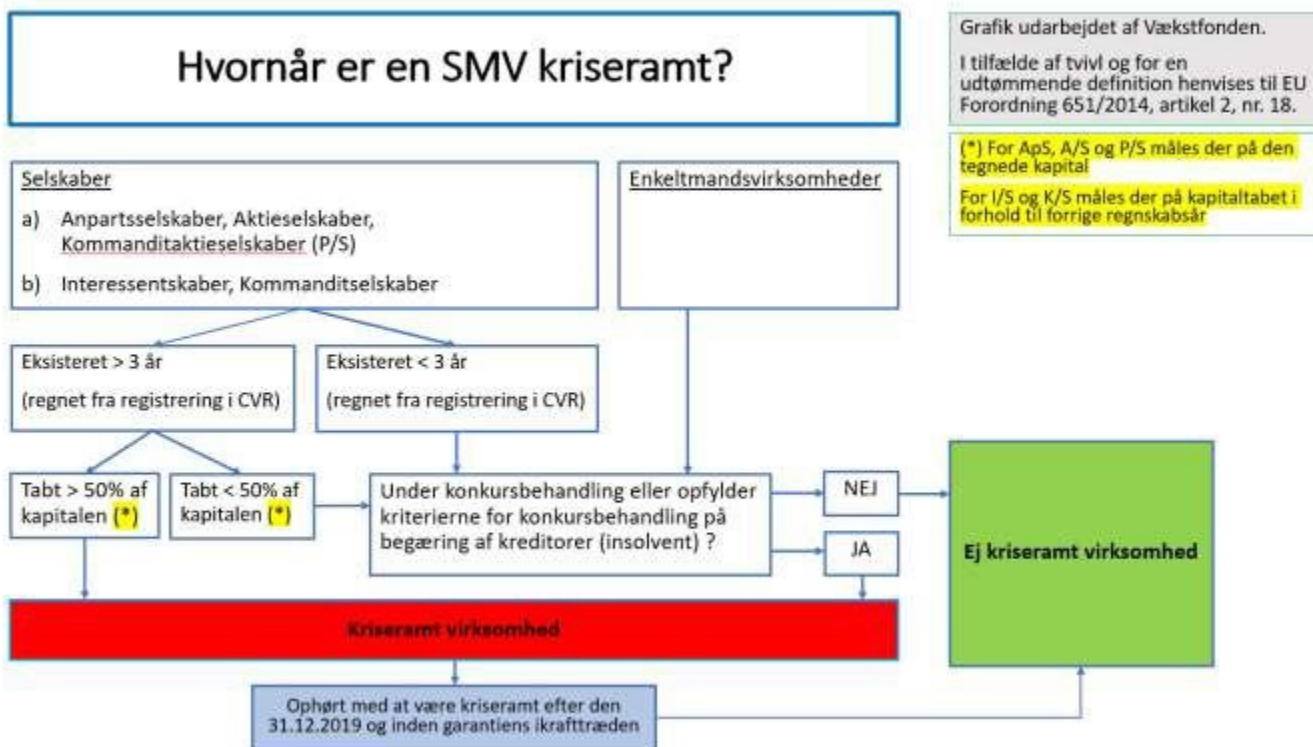 Hvornår er en SMV kriseramt?
Grafik udarbejdet af Vækstfonden.
I tilfælde af tvivl og for en
udtømmende definition henvises til EU
Forordning 651/2014, artikel 2, nr. 18.
(*) For ApS, A/S og P/S måles der på den
tegnede kapital
For I/S og K/S måles der på kapitaltabet i
forhold til forrige regnskabsår
Selskaber
a) Anpartsselskaber, Aktieselskaber,
Kommanditaktieselskaber (P/S)
b) Interessentskaber, Kommanditselskaber
Enkeltmandsvirksomheder
Eksisteret > 3 år
(regnet fra registrering i CVR)
Eksisteret < 3 år
(regnet fra registrering i CVR)
Tabt > 50% af
kapitalen (*)
Tabt < 50% af
kapitalen (*)
Under konkursbehandling eller opfylder
kriterierne for konkursbehandling på
begæring af kreditorer (insolvent) ?
NEJ
JA
Ej kriseramt virksomhed
Kriseramt virksomhed
Ophørt med at være kriseramt efter den
31.12.2019 og inden garantiens ikrafttræden